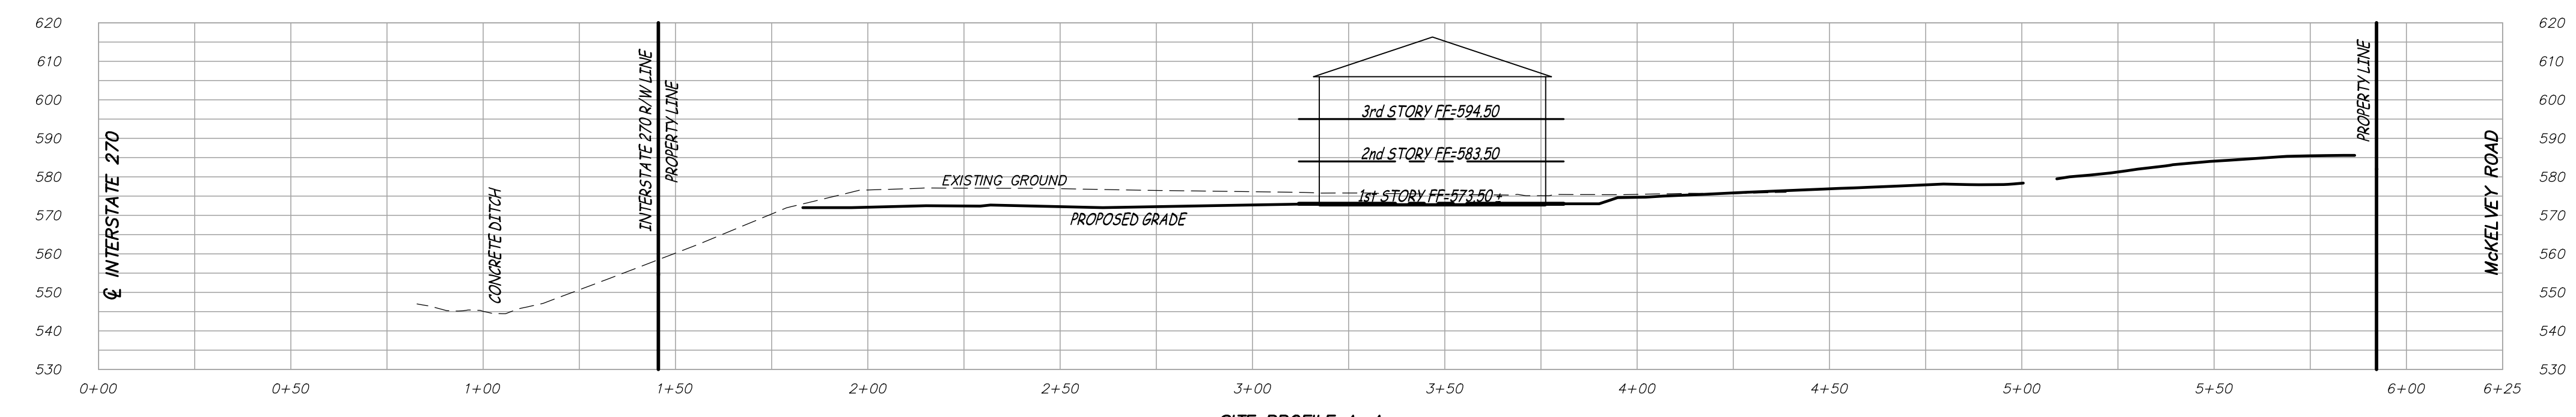 620
610
600
590
580
570
560
550
540
530
620
610
600
590
580
570
560
550
540
530
℄ INTERSTATE 270
CONCRETE DITCH
INTERSTATE 270 R/W LINE
PROPERTY LINE
EXISTING GROUND
PROPOSED GRADE
3rd STORY FF=594.50
2nd STORY FF=583.50
1st STORY FF=573.50±
PROPERTY LINE
McKELVEY ROAD
0+00 0+50 1+00 1+50 2+00 2+50 3+00 3+50 4+00 4+50 5+00 5+50 6+00 6+25
SITE PROFILE